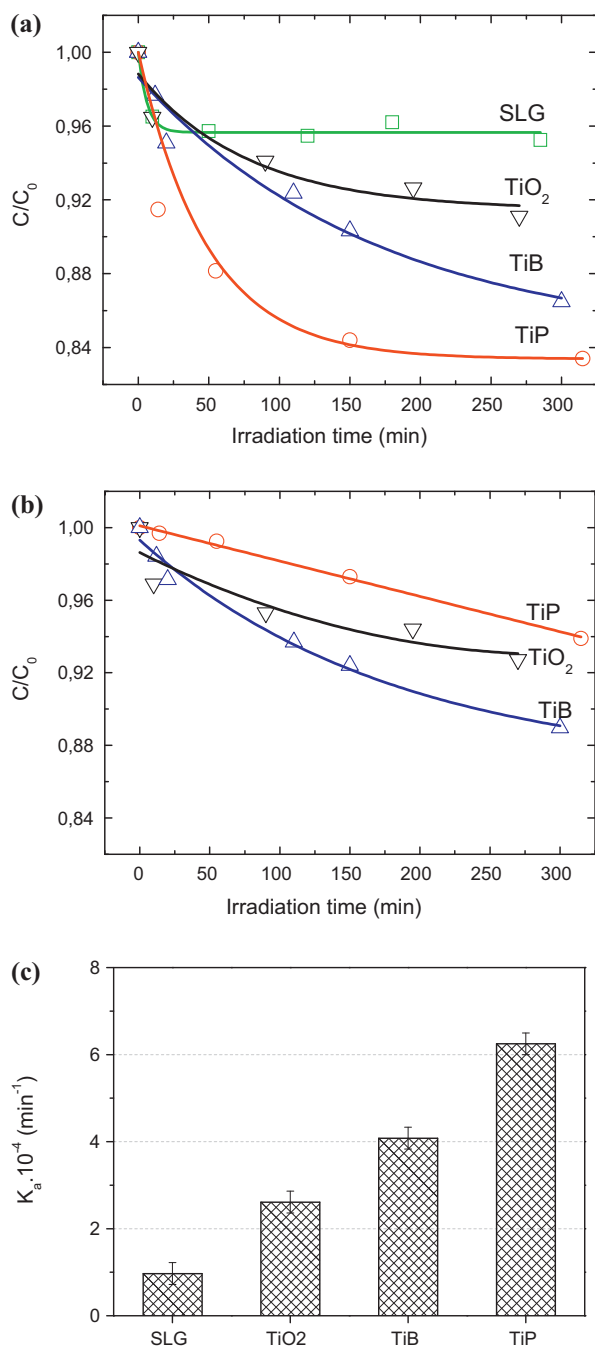 (a)
1,00
0,96
0,92
0,88
0,84
C/C₀
SLG
TiO₂
TiB
TiP
0 50 100 150 200 250 300
Irradiation time (min)
(b)
1,00
0,96
0,92
0,88
0,84
C/C₀
TiP
TiO₂
TiB
0 50 100 150 200 250 300
Irradiation time (min)
(c)
8
6
4
2
0
Kₐ.10⁻⁴ (min⁻¹)
SLG TiO2 TiB TiP